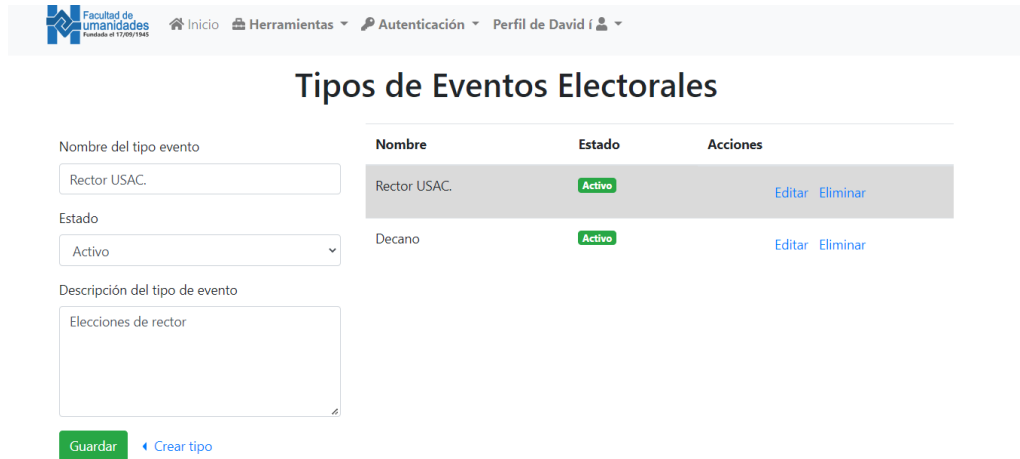 Facultad de
umanidades
Fundada el 17/09/1945
Inicio Herramientas Autenticación Perfil de David í
Tipos de Eventos Electorales
Nombre del tipo evento
Rector USAC.
Estado
Activo
Descripción del tipo de evento
Elecciones de rector
Guardar Crear tipo
Nombre Estado Acciones
Rector USAC. Activo Editar Eliminar
Decano Activo Editar Eliminar